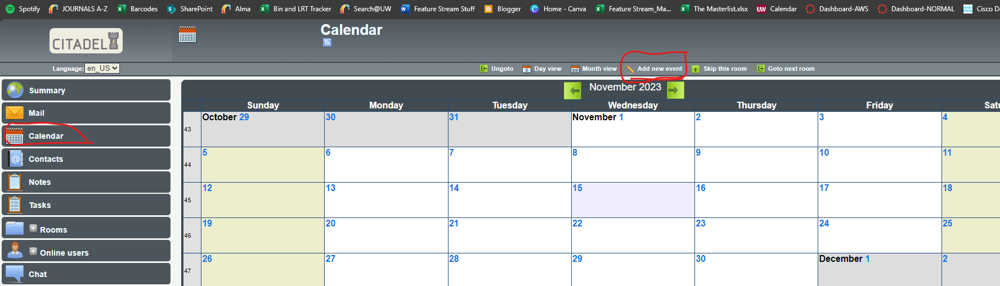 Spotify JOURNALS A-Z Barcodes SharePoint Alma Bin and LRT Tracker Search@UW Feature Stream Stuff Blogger Home - Canva Feature Stream_Ma... The Masterlist.xlsx Calendar Dashboard-AWS Dashboard-NORMAL Cisco De
CITADEL
Calendar
Language: en_US
Ungoto Day view Month view Add new event Skip this room Goto next room
Summary
Mail
Calendar
Contacts
Notes
Tasks
Rooms
Online users
Chat
November 2023
Sunday Monday Tuesday Wednesday Thursday Friday Satu
43 October 29 30 31 November 1 2 3 4
44 5 6 7 8 9 10 11
45 12 13 14 15 16 17 18
46 19 20 21 22 23 24 25
47 26 27 28 29 30 December 1 2